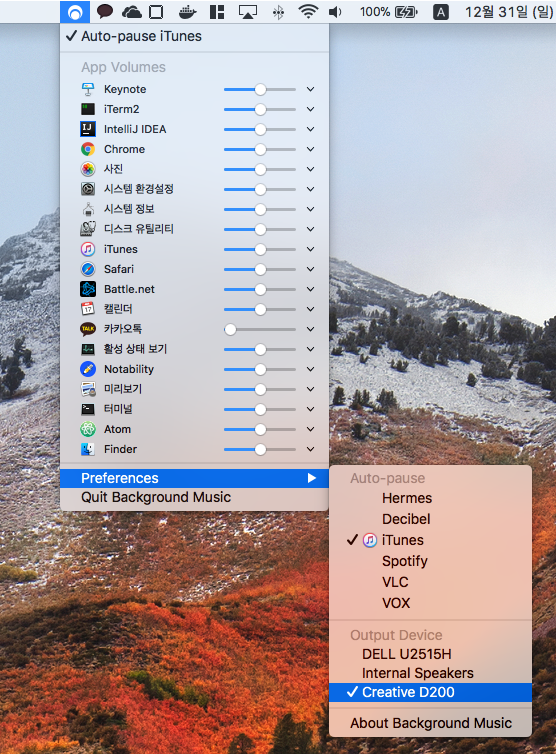 100% A 12월 31일 (일)
✓ Auto-pause iTunes
App Volumes
Keynote
iTerm2
IntelliJ IDEA
Chrome
사진
시스템 환경설정
시스템 정보
디스크 유틸리티
iTunes
Safari
Battle.net
17 캘린더
TALK 카카오톡
활성 상태 보기
Notability
미리보기
터미널
Atom
Finder
Preferences
Quit Background Music
Auto-pause
Hermes
Decibel
✓ iTunes
Spotify
VLC
VOX
Output Device
DELL U2515H
Internal Speakers
✓ Creative D200
About Background Music